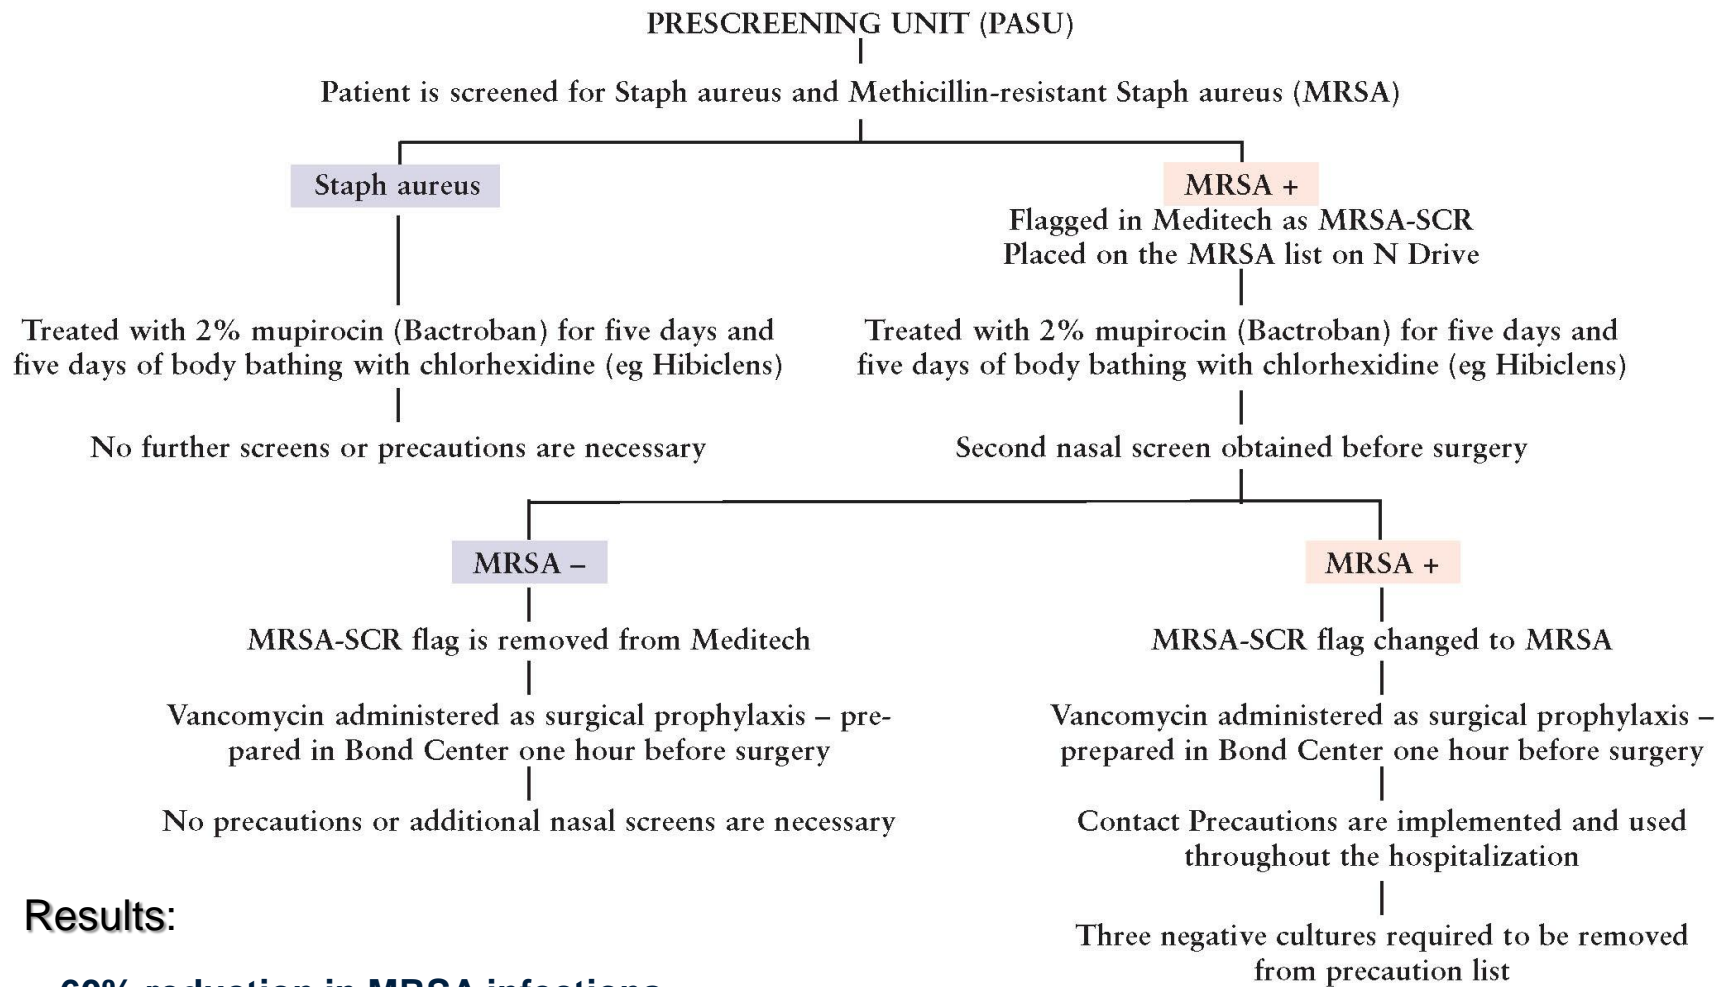 PRESCREENING UNIT (PASU)
Patient is screened for Staph aureus and Methicillin-resistant Staph aureus (MRSA)
Staph aureus
Treated with 2% mupirocin (Bactroban) for five days and
five days of body bathing with chlorhexidine (eg Hibiclens)
No further screens or precautions are necessary
MRSA +
Flagged in Meditech as MRSA-SCR
Placed on the MRSA list on N Drive
Treated with 2% mupirocin (Bactroban) for five days and
five days of body bathing with chlorhexidine (eg Hibiclens)
Second nasal screen obtained before surgery
MRSA –
MRSA-SCR flag is removed from Meditech
Vancomycin administered as surgical prophylaxis – pre-
pared in Bond Center one hour before surgery
No precautions or additional nasal screens are necessary
MRSA +
MRSA-SCR flag changed to MRSA
Vancomycin administered as surgical prophylaxis –
prepared in Bond Center one hour before surgery
Contact Precautions are implemented and used
throughout the hospitalization
Three negative cultures required to be removed
from precaution list
Results:
reduction in MRSA infections